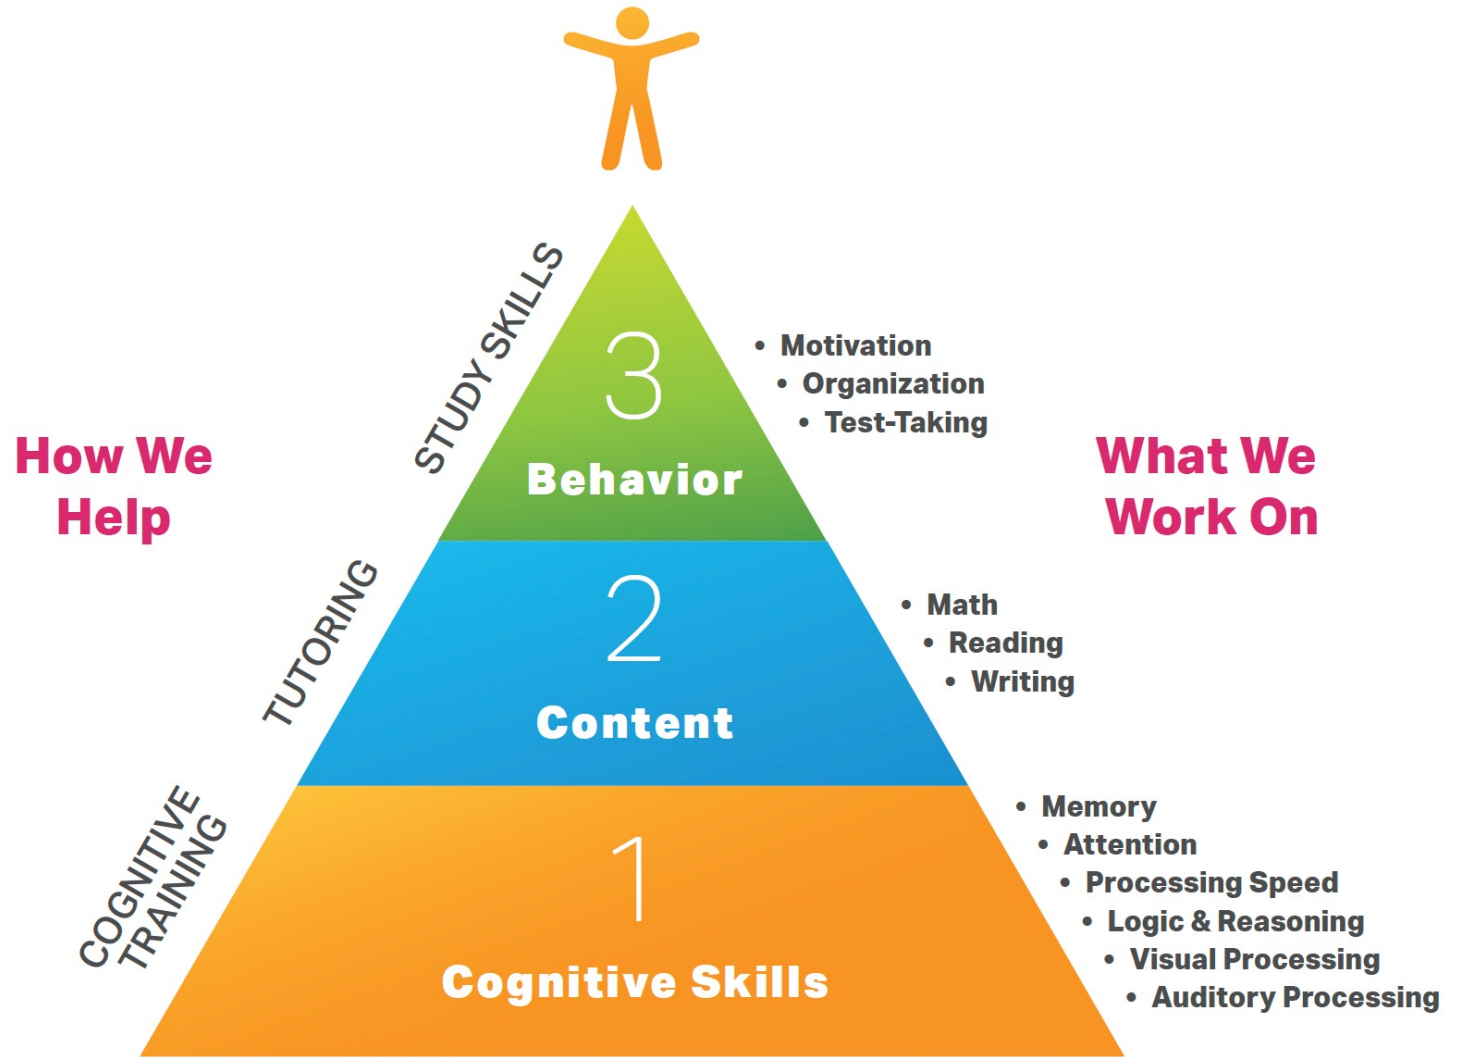 How We
Help
What We
Work On
STUDY SKILLS
3
Behavior
• Motivation
• Organization
• Test-Taking
TUTORING
2
Content
• Math
• Reading
• Writing
COGNITIVE
TRAINING
1
Cognitive Skills
• Memory
• Attention
• Processing Speed
• Logic & Reasoning
• Visual Processing
• Auditory Processing